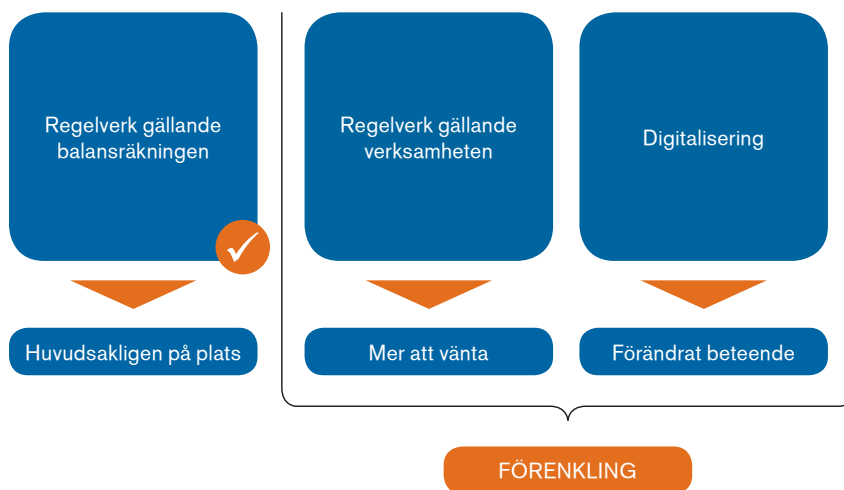 Regelverk gällande
balansräkningen
Regelverk gällande
verksamheten
Digitalisering
Huvudsakligen på plats
Mer att vänta
Förändrat beteende
FÖRENKLING